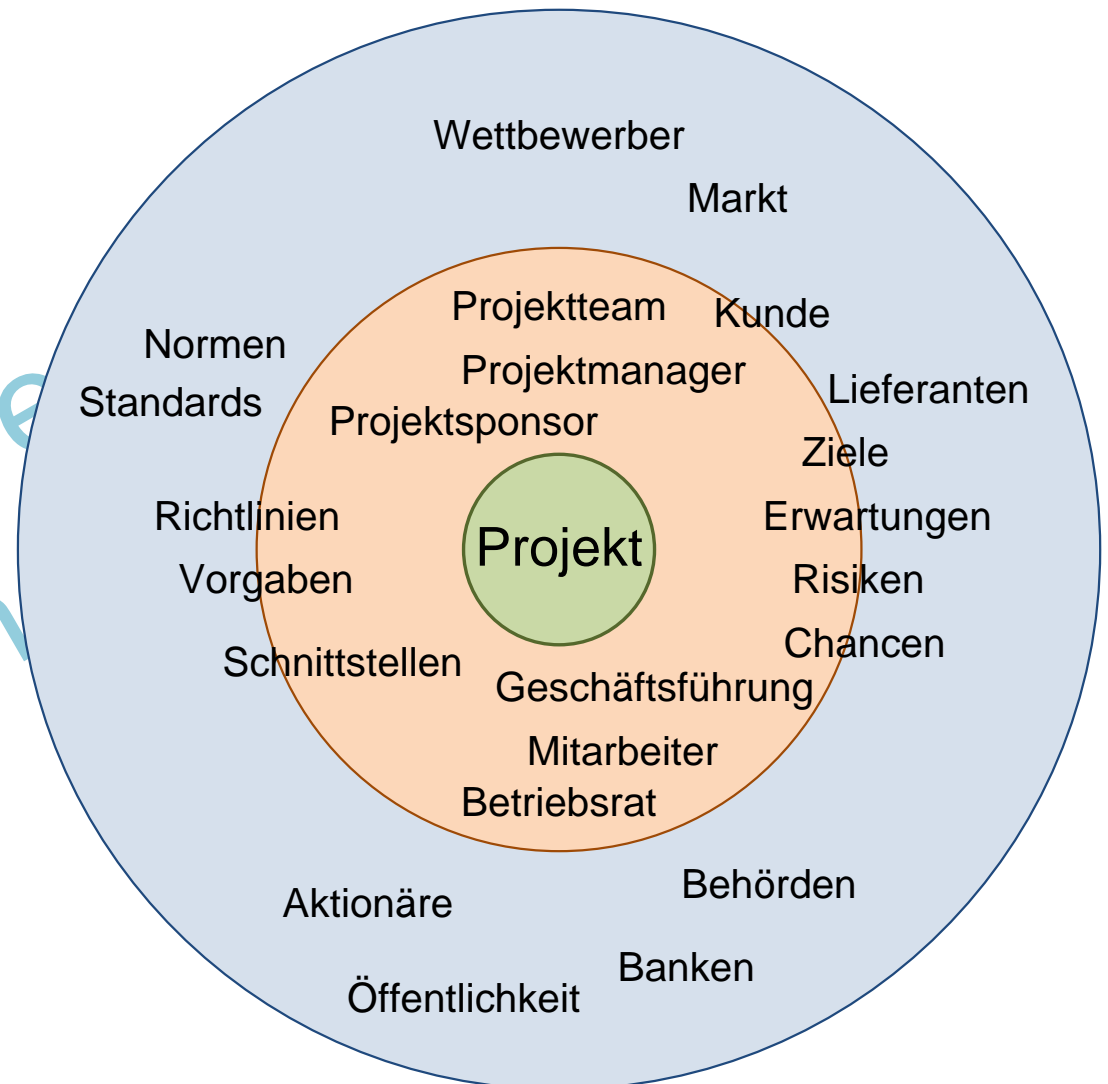 Wettbewerber
Markt
Projektteam
Kunde
Normen
Projektmanager
Lieferanten
Standards
Projektsponsor
Ziele
Richtlinien
Erwartungen
Projekt
Vorgaben
Risiken
Chancen
Schnittstellen
Geschäftsführung
Mitarbeiter
Betriebsrat
Behörden
Aktionäre
Banken
Öffentlichkeit